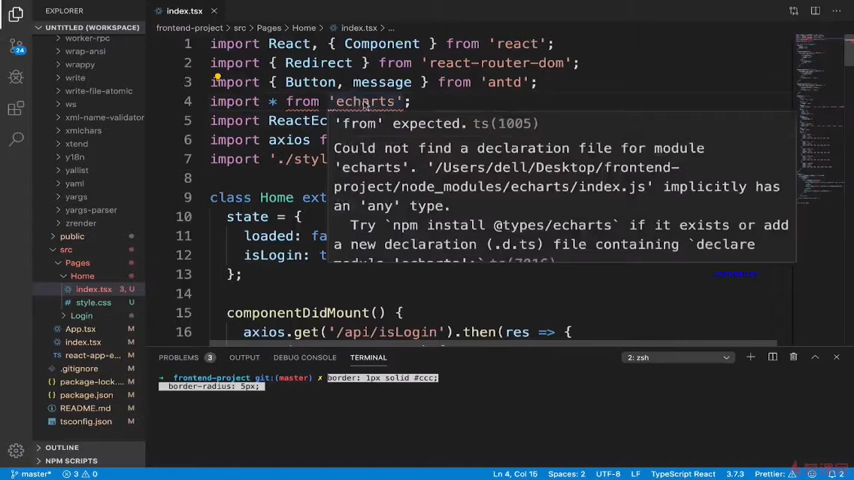 EXPLORER
index.tsx
UNTITLED (WORKSPACE)
frontend-project > src > Pages > Home > index.tsx > ...
worker-rpc
wrap-ansi
wrappy
write
write-file-atomic
ws
xml-name-validator
xmlchars
xtend
y18n
yallist
yaml
yargs
yargs-parser
zrender
public
src
Pages
Home
index.tsx 3, U
style.css
Login
App.tsx
index.tsx
react-app-e...
.gitignore
package-lock....
package.json
README.md
tsconfig.json
OUTLINE
NPM SCRIPTS
24
1 import React, { Component } from 'react';
2 import { Redirect } from 'react-router-dom';
3 import { Button, message } from 'antd';
4 import * from 'echarts';
5 import ReactEc
6 import axios f
7 import './styl
8
9 class Home ext
10 state = {
11 loaded: fa
12 isLogin: t
13 };
14
15 componentDidMount() {
16 axios.get('/api/isLogin').then(res => {
'from' expected. ts(1005)
Could not find a declaration file for module
'echarts'. '/Users/dell/Desktop/frontend-
project/node_modules/echarts/index.js' implicitly has
an 'any' type.
Try `npm install @types/echarts` if it exists or add
a new declaration (.d.ts) file containing `declare
module 'echarts';` ts(7016)
PROBLEMS 3 OUTPUT DEBUG CONSOLE TERMINAL 2: zsh
→ frontend-project git:(master) ✗ border: 1px solid #ccc;
border-radius: 5px;
master* 3 0 Ln 4, Col 15 Spaces: 2 UTF-8 LF TypeScript React 3.7.3 Prettier: 2